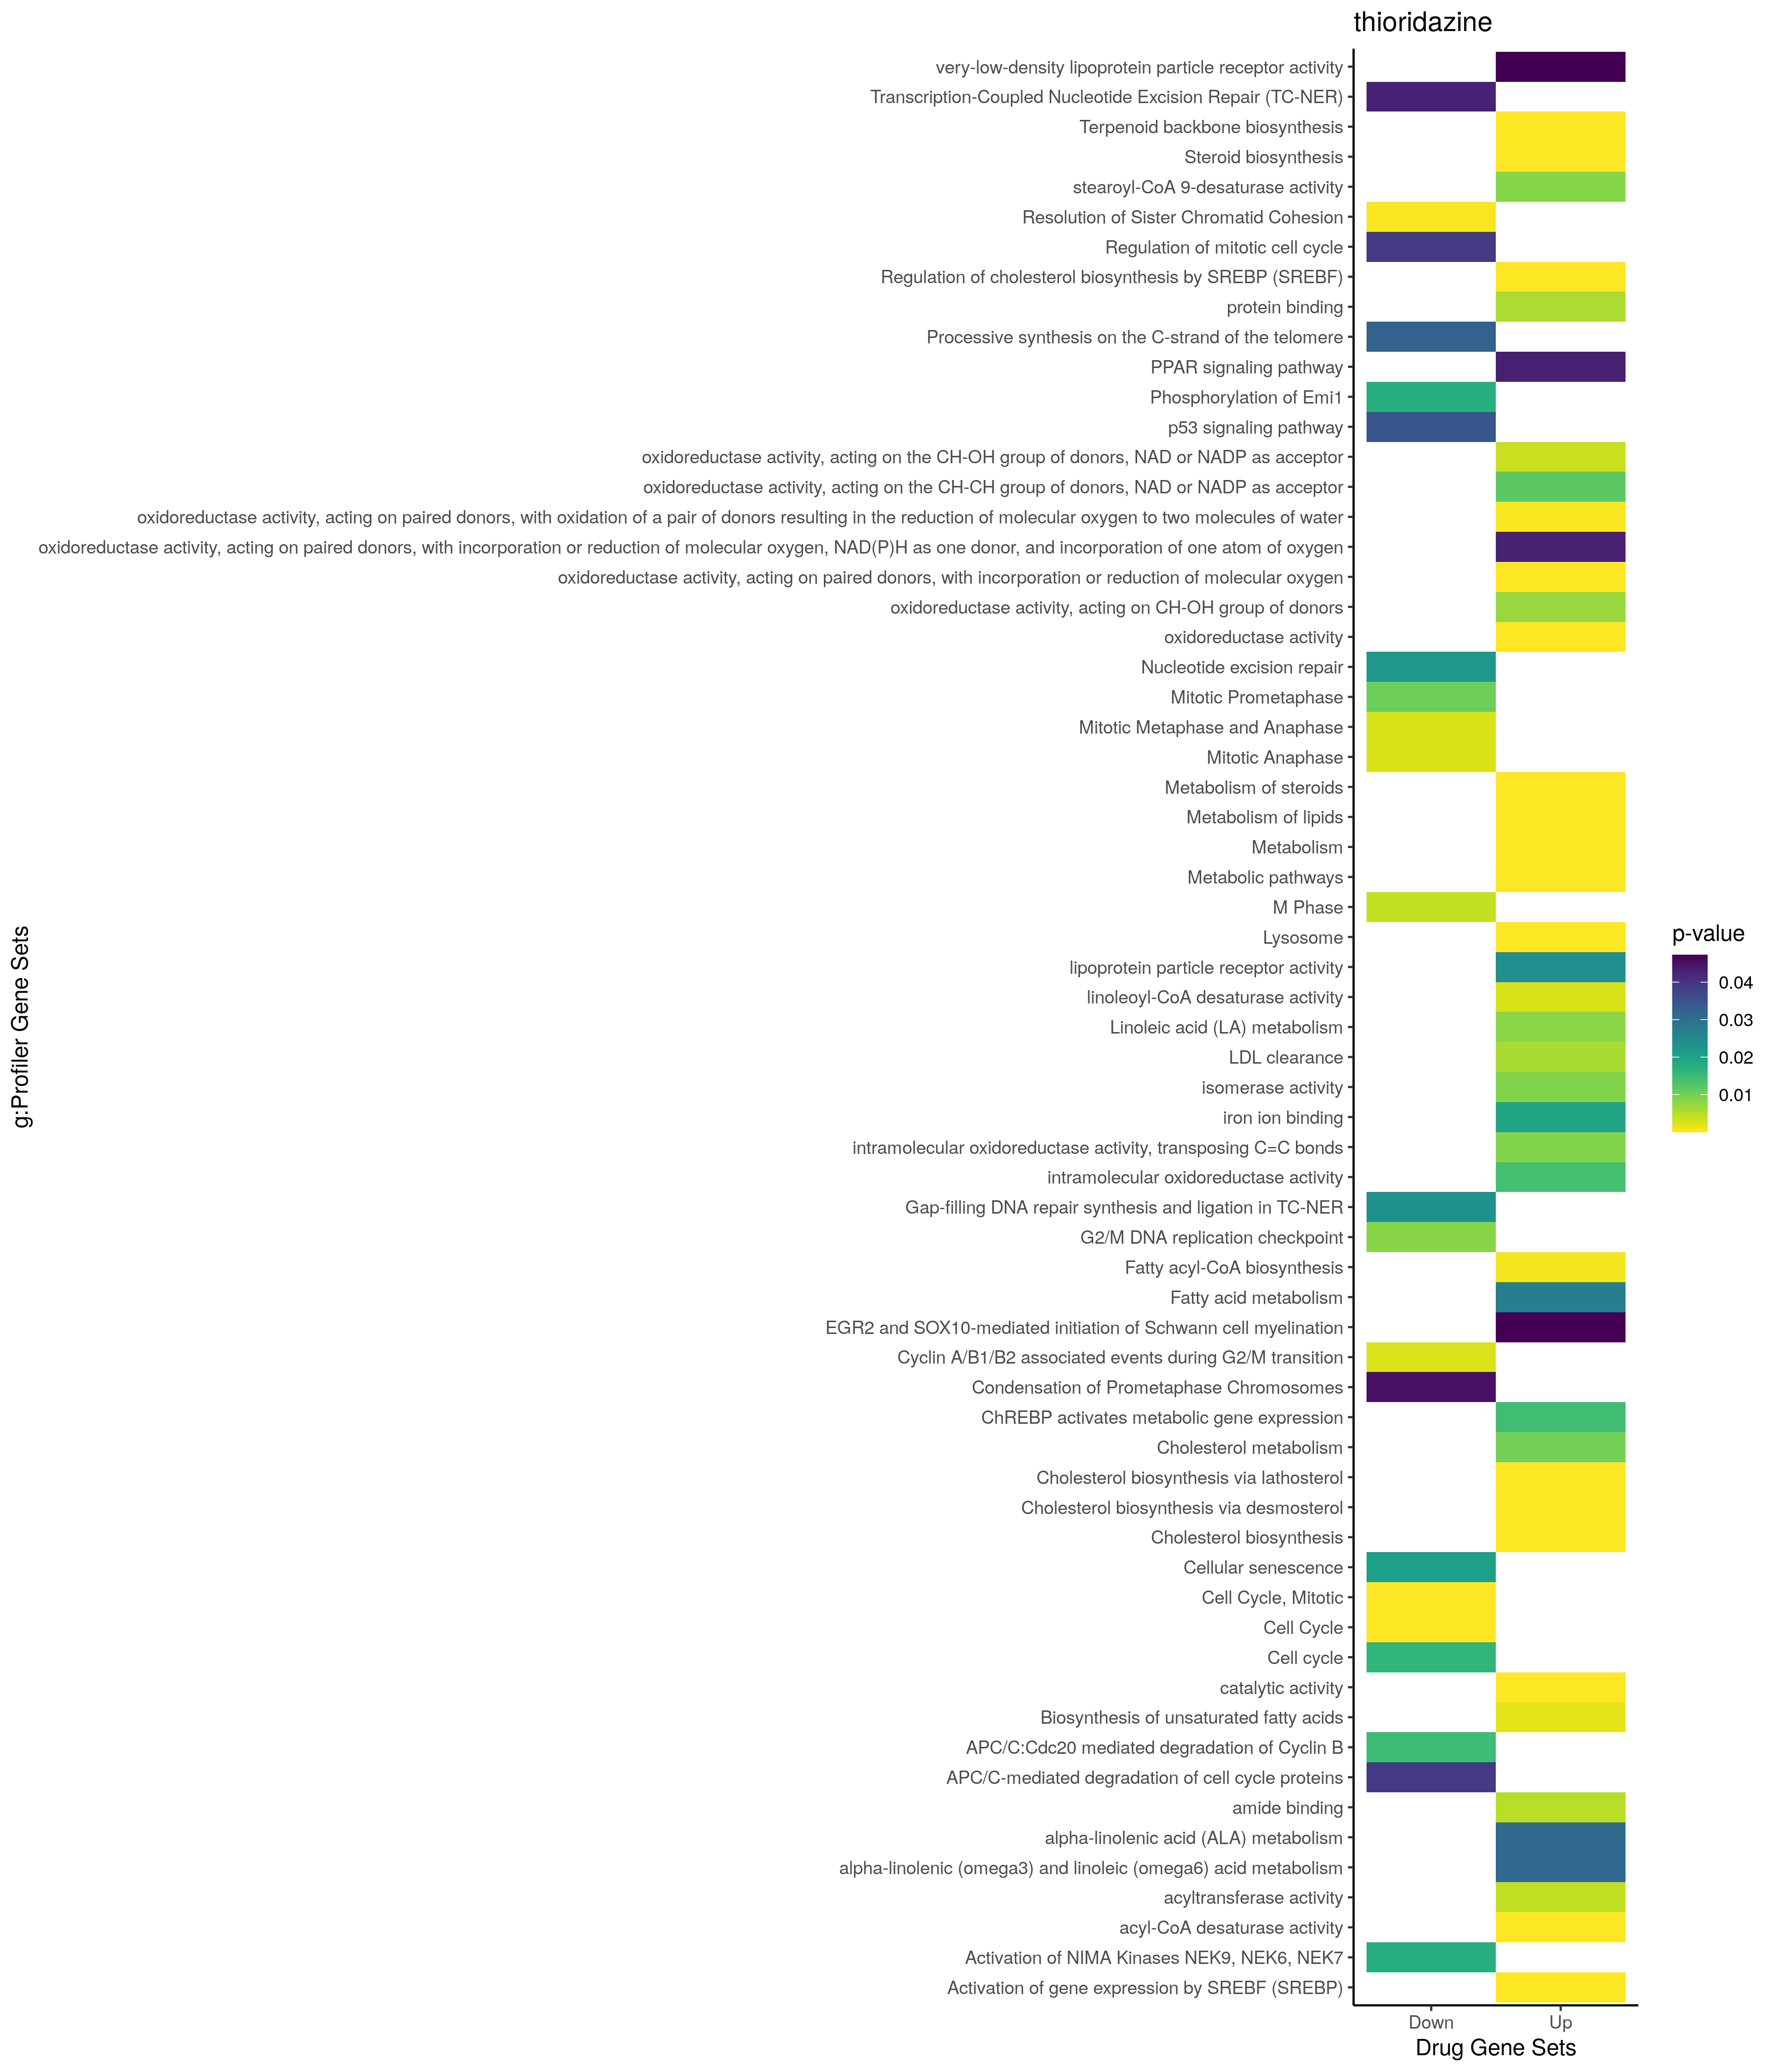 thioridazine
very-low-density lipoprotein particle receptor activity
Transcription-Coupled Nucleotide Excision Repair (TC-NER)
Terpenoid backbone biosynthesis
Steroid biosynthesis
stearoyl-CoA 9-desaturase activity
Resolution of Sister Chromatid Cohesion
Regulation of mitotic cell cycle
Regulation of cholesterol biosynthesis by SREBP (SREBF)
protein binding
Processive synthesis on the C-strand of the telomere
PPAR signaling pathway
Phosphorylation of Emi1
p53 signaling pathway
oxidoreductase activity, acting on the CH-OH group of donors, NAD or NADP as acceptor
oxidoreductase activity, acting on the CH-CH group of donors, NAD or NADP as acceptor
oxidoreductase activity, acting on paired donors, with oxidation of a pair of donors resulting in the reduction of molecular oxygen to two molecules of water
oxidoreductase activity, acting on paired donors, with incorporation or reduction of molecular oxygen, NAD(P)H as one donor, and incorporation of one atom of oxygen
oxidoreductase activity, acting on paired donors, with incorporation or reduction of molecular oxygen
oxidoreductase activity, acting on CH-OH group of donors
oxidoreductase activity
Nucleotide excision repair
Mitotic Prometaphase
Mitotic Metaphase and Anaphase
Mitotic Anaphase
Metabolism of steroids
Metabolism of lipids
Metabolism
Metabolic pathways
M Phase
Lysosome
lipoprotein particle receptor activity
linoleoyl-CoA desaturase activity
Linoleic acid (LA) metabolism
LDL clearance
isomerase activity
iron ion binding
intramolecular oxidoreductase activity, transposing C=C bonds
intramolecular oxidoreductase activity
Gap-filling DNA repair synthesis and ligation in TC-NER
G2/M DNA replication checkpoint
Fatty acyl-CoA biosynthesis
Fatty acid metabolism
EGR2 and SOX10-mediated initiation of Schwann cell myelination
Cyclin A/B1/B2 associated events during G2/M transition
Condensation of Prometaphase Chromosomes
ChREBP activates metabolic gene expression
Cholesterol metabolism
Cholesterol biosynthesis via lathosterol
Cholesterol biosynthesis via desmosterol
Cholesterol biosynthesis
Cellular senescence
Cell Cycle, Mitotic
Cell Cycle
Cell cycle
catalytic activity
Biosynthesis of unsaturated fatty acids
APC/C:Cdc20 mediated degradation of Cyclin B
APC/C-mediated degradation of cell cycle proteins
amide binding
alpha-linolenic acid (ALA) metabolism
alpha-linolenic (omega3) and linoleic (omega6) acid metabolism
acyltransferase activity
acyl-CoA desaturase activity
Activation of NIMA Kinases NEK9, NEK6, NEK7
Activation of gene expression by SREBF (SREBP)
Down Up
Drug Gene Sets
g:Profiler Gene Sets
p-value
0.04
0.03
0.02
0.01